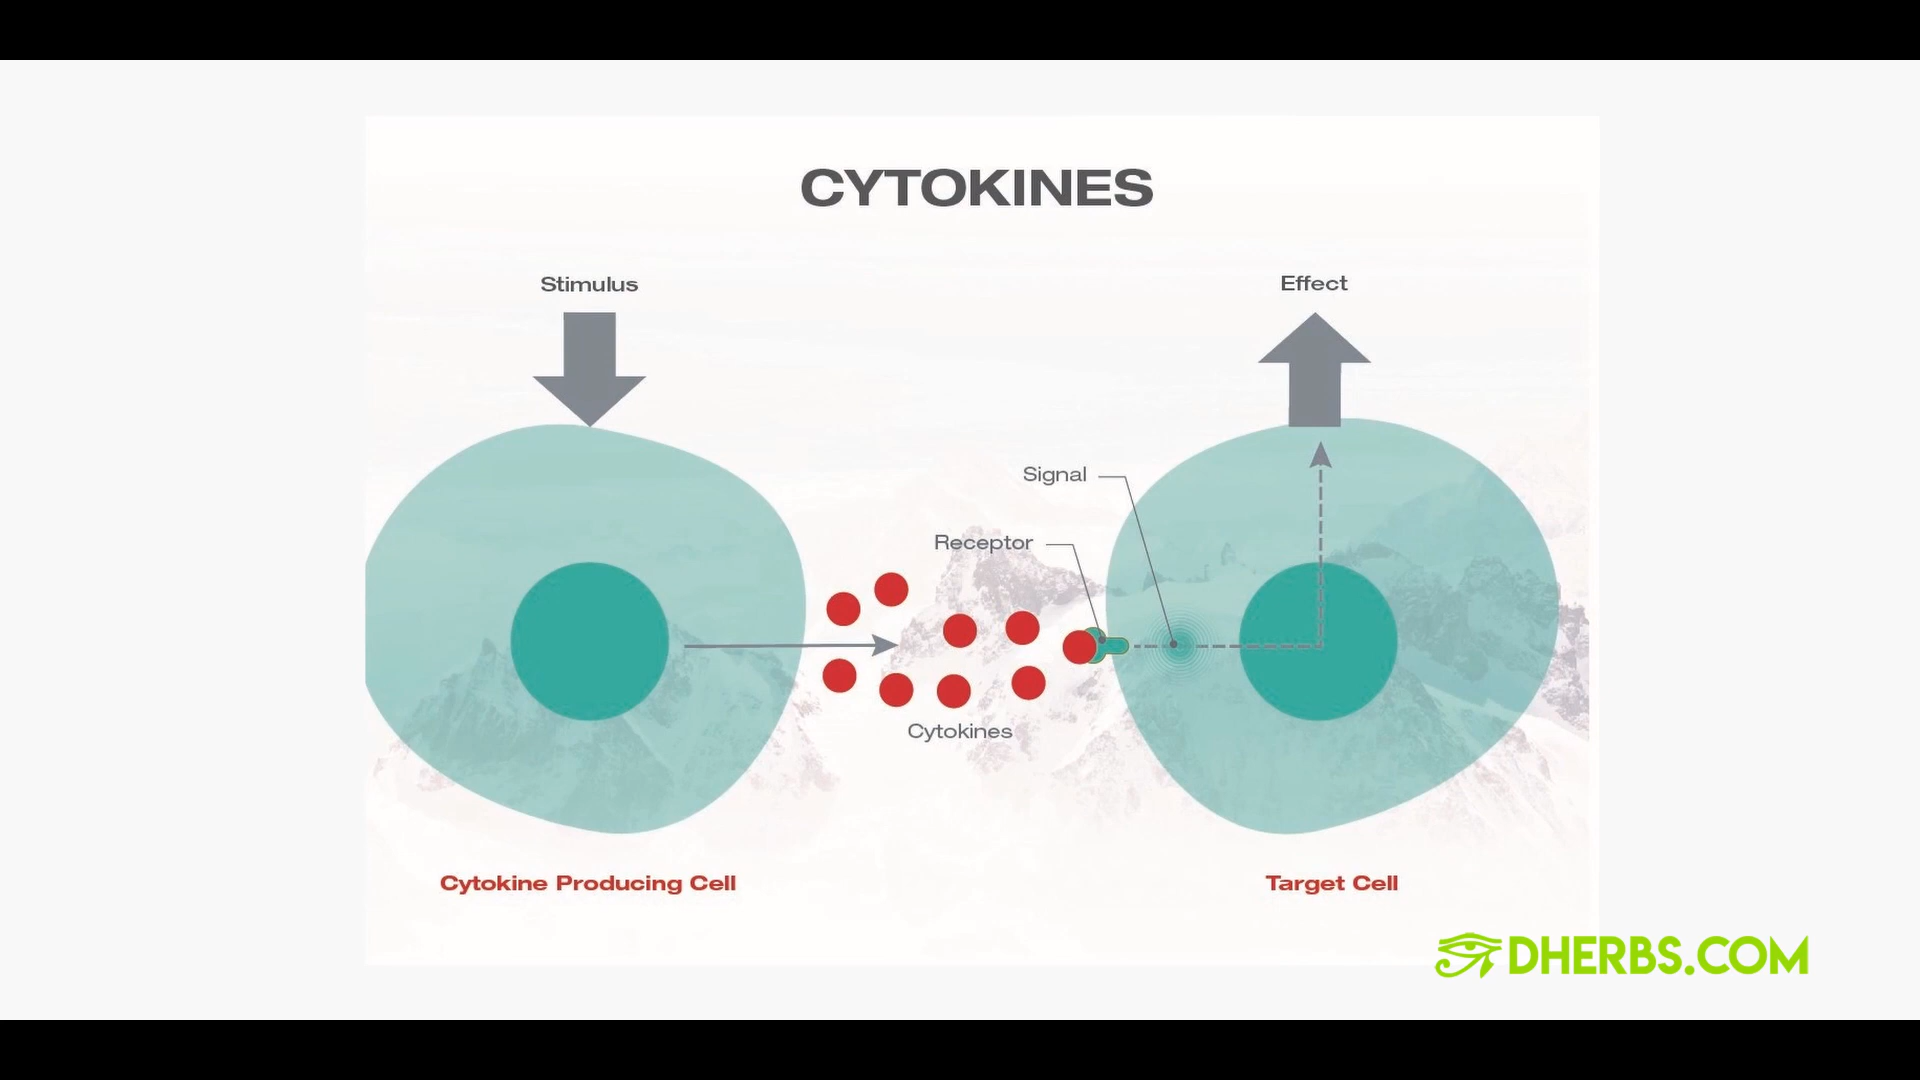 CYTOKINES
Stimulus
Effect
Signal
Receptor
Cytokines
Cytokine Producing Cell
Target Cell
DHERBS.COM